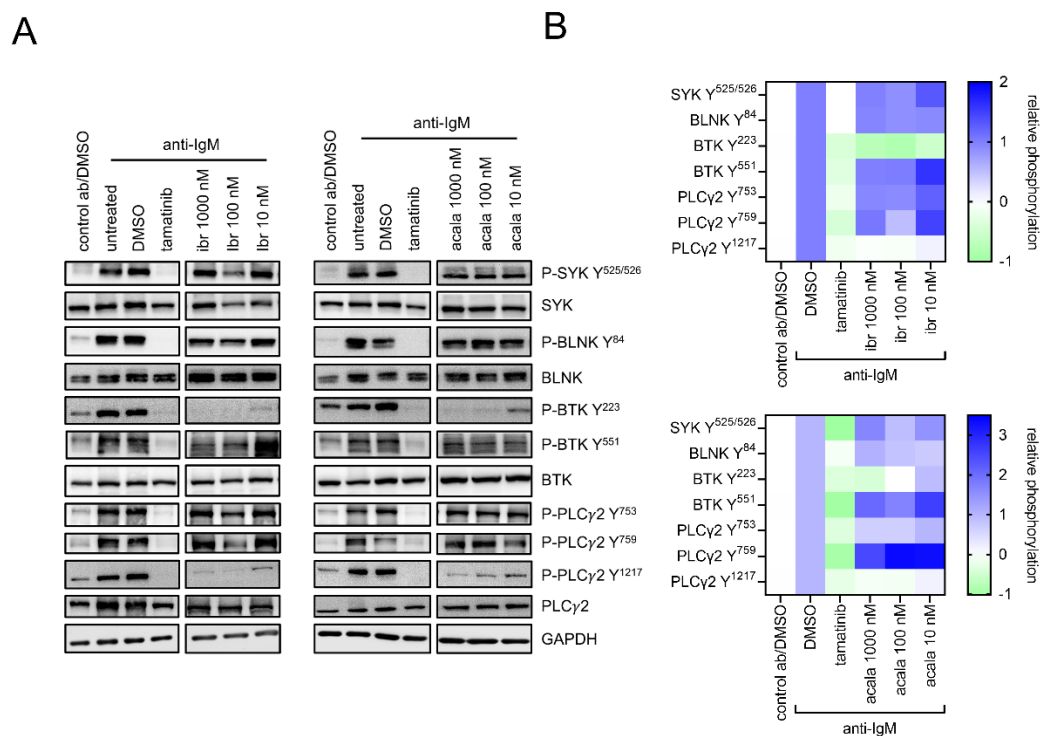 A
control ab/DMSO
anti-IgM
untreated
DMSO
tamatinib
ibr 1000 nM
Ibr 100 nM
Ibr 10 nM
control ab/DMSO
anti-IgM
untreated
DMSO
tamatinib
acala 1000 nM
acala 100 nM
acala 10 nM
P-SYK Y525/526
SYK
P-BLNK Y84
BLNK
P-BTK Y223
P-BTK Y551
BTK
P-PLCγ2 Y753
P-PLCγ2 Y759
P-PLCγ2 Y1217
PLCγ2
GAPDH
B
SYK Y525/526
BLNK Y84
BTK Y223
BTK Y551
PLCγ2 Y753
PLCγ2 Y759
PLCγ2 Y1217
control ab/DMSO
DMSO
tamatinib
ibr 1000 nM
ibr 100 nM
ibr 10 nM
anti-IgM
2
1
0
-1
relative phosphorylation
SYK Y525/526
BLNK Y84
BTK Y223
BTK Y551
PLCγ2 Y753
PLCγ2 Y759
PLCγ2 Y1217
control ab/DMSO
DMSO
tamatinib
acala 1000 nM
acala 100 nM
acala 10 nM
anti-IgM
3
2
1
0
-1
relative phosphorylation